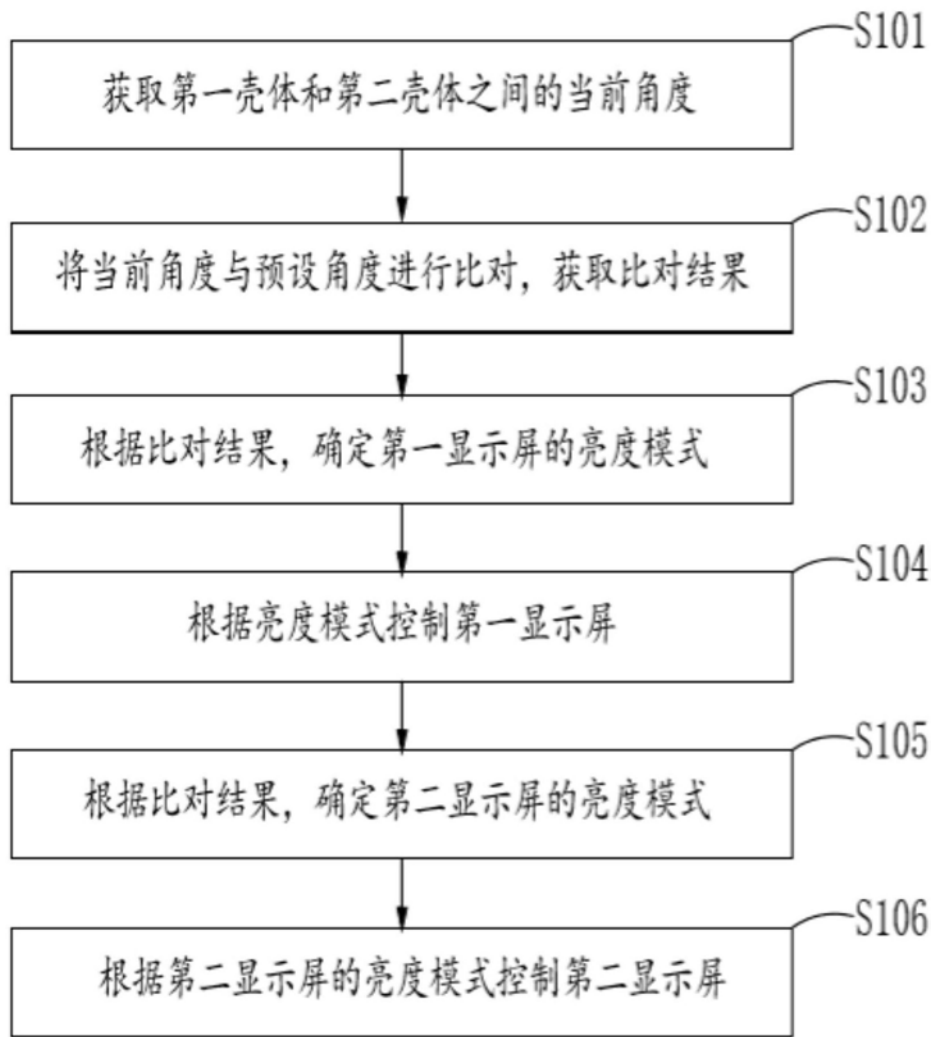 S101
获取第一壳体和第二壳体之间的当前角度
S102
将当前角度与预设角度进行比对，获取比对结果
S103
根据比对结果，确定第一显示屏的亮度模式
S104
根据亮度模式控制第一显示屏
S105
根据比对结果，确定第二显示屏的亮度模式
S106
根据第二显示屏的亮度模式控制第二显示屏